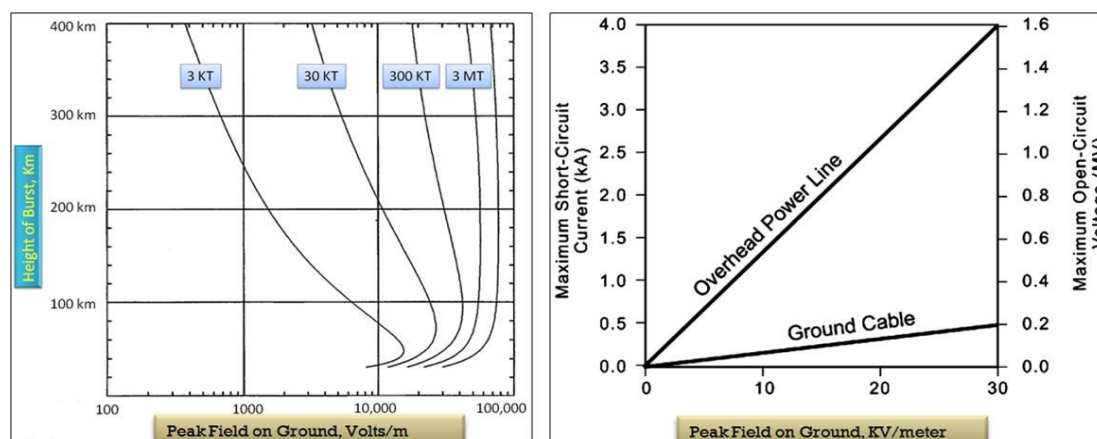 400 km
300 km
200 km
100 km
Height of Burst, Km
3 KT
30 KT
300 KT
3 MT
100
1000
10,000
100,000
Peak Field on Ground, Volts/m
4.0
3.5
3.0
2.5
2.0
1.5
1.0
0.5
0.0
Maximum Short-Circuit
Current (kA)
Overhead Power Line
Ground Cable
1.6
1.4
1.2
1.0
0.8
0.6
0.4
0.2
0.0
Maximum Open-Circuit
Voltage (MV)
0
10
20
30
Peak Field on Ground, KV/meter